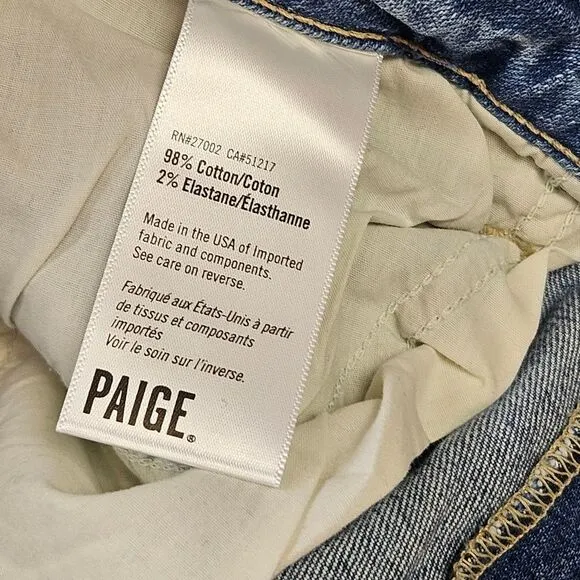 RN#27002 CA#51217
98% Cotton/Coton
2% Elastane/Élasthanne
Made in the USA of Imported
fabric and components.
See care on reverse.
Fabriqué aux États-Unis à partir
de tissus et composants
importés
Voir le soin sur l'inverse.
PAIGE®